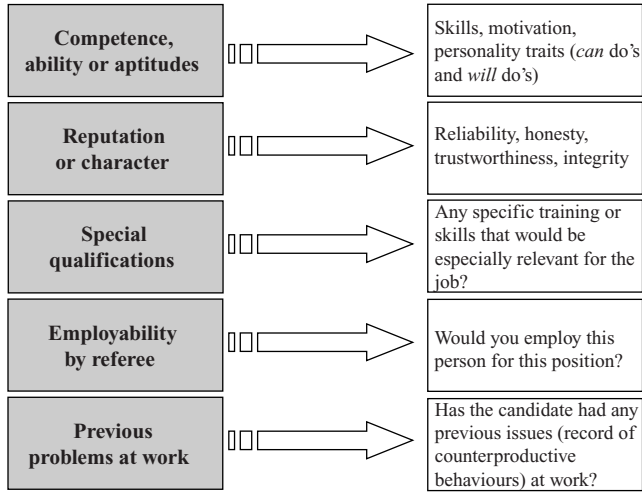 Competence,
ability or aptitudes
Skills, motivation,
personality traits (can do’s
and will do’s)
Reputation
or character
Reliability, honesty,
trustworthiness, integrity
Special
qualifications
Any specific training or
skills that would be
especially relevant for the
job?
Employability
by referee
Would you employ this
person for this position?
Previous
problems at work
Has the candidate had any
previous issues (record of
counterproductive
behaviours) at work?